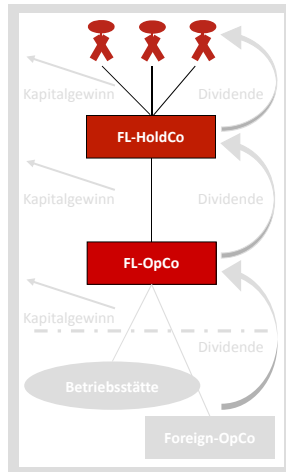 Kapitalgewinn
Dividende
FL-HoldCo
Kapitalgewinn
Dividende
FL-OpCo
Kapitalgewinn
Dividende
Betriebsstätte
Foreign-OpCo